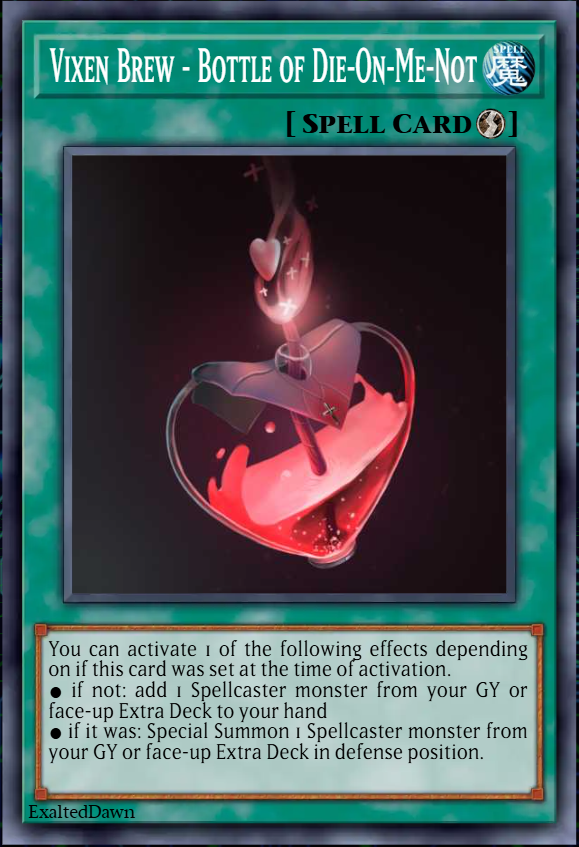 Vixen Brew - Bottle of Die-On-Me-Not
SPELL
魔
[ Spell Card ]
You can activate 1 of the following effects depending
on if this card was set at the time of activation.
● if not: add 1 Spellcaster monster from your GY or
face-up Extra Deck to your hand
● if it was: Special Summon 1 Spellcaster monster from
your GY or face-up Extra Deck in defense position.
ExaltedDawn